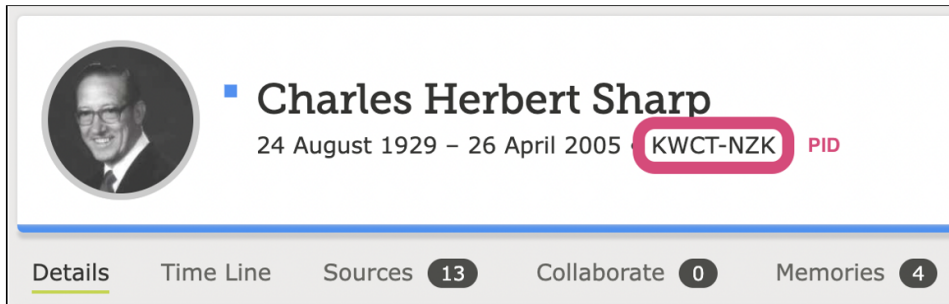 Charles Herbert Sharp
24 August 1929 – 26 April 2005 • KWCT-NZK PID
Details Time Line Sources 13 Collaborate 0 Memories 4